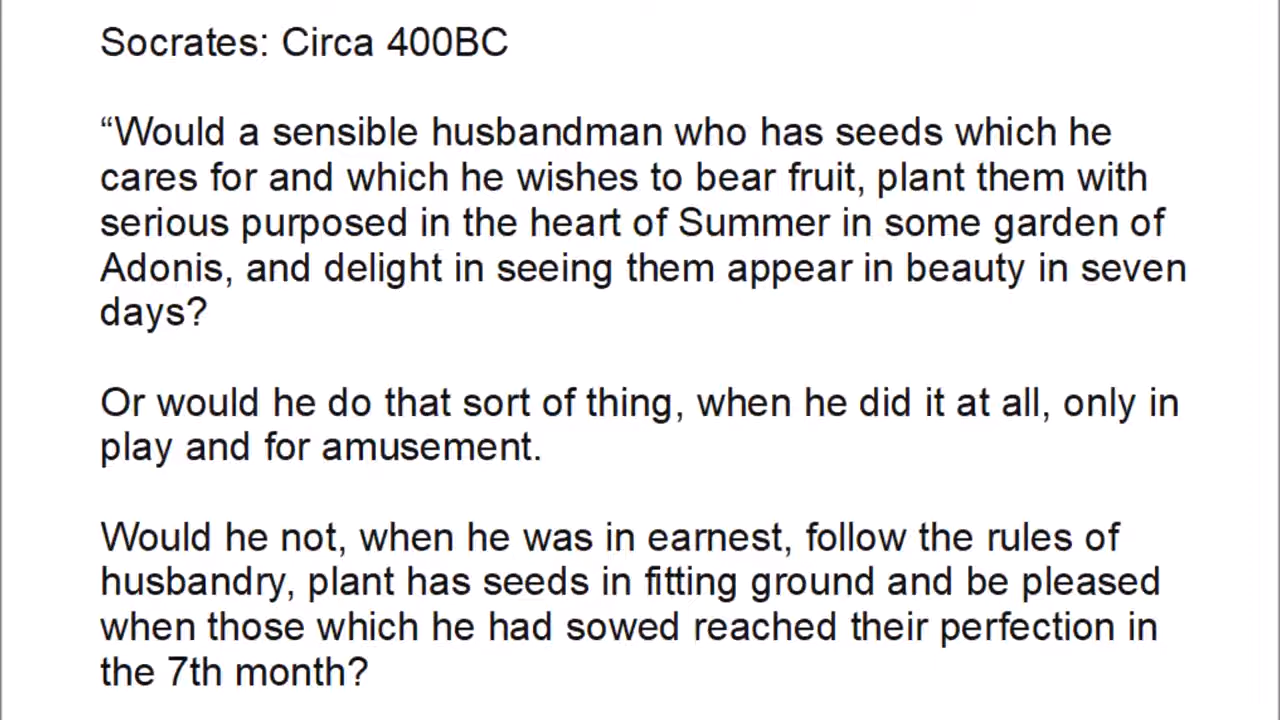 Socrates: Circa 400BC
“Would a sensible husbandman who has seeds which he
cares for and which he wishes to bear fruit, plant them with
serious purposed in the heart of Summer in some garden of
Adonis, and delight in seeing them appear in beauty in seven
days?
Or would he do that sort of thing, when he did it at all, only in
play and for amusement.
Would he not, when he was in earnest, follow the rules of
husbandry, plant has seeds in fitting ground and be pleased
when those which he had sowed reached their perfection in
the 7th month?